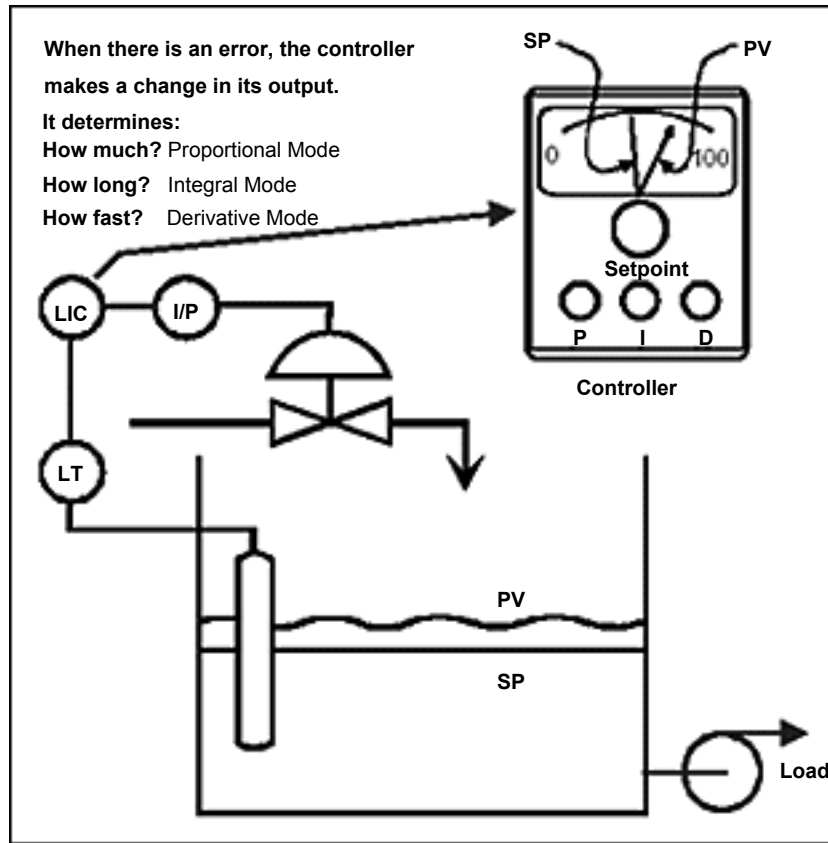 When there is an error, the controller
makes a change in its output.
It determines:
How much? Proportional Mode
How long? Integral Mode
How fast? Derivative Mode
SP
PV
0
100
Setpoint
P I D
Controller
LIC
I/P
LT
PV
SP
Load